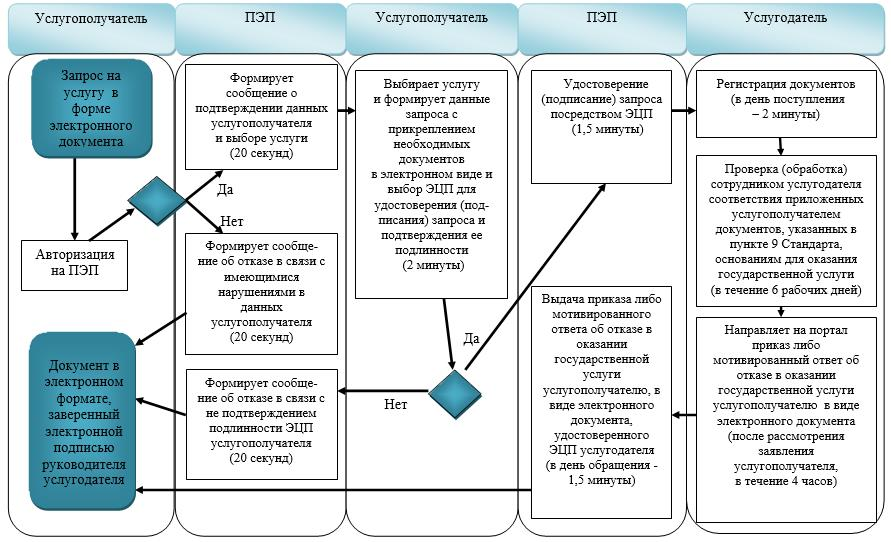 Услугополучатель
ПЭП
Услугополучатель
ПЭП
Услугодатель
Запрос на
услугу в
форме
электронного
документа
Авторизация
на ПЭП
Документ в
электронном
формате,
заверенный
электронной
подписью
руководителя
услугодателя
Формирует
сообщение о
подтверждении данных
услугополучателя
и выборе услуги
(20 секунд)
Да
Нет
Формирует сообще-
ние об отказе в связи с
имеющимися
нарушениями в
данных
услугополучателя
(20 секунд)
Формирует сообще-
ние об отказе в связи с
не подтверждением
подлинности ЭЦП
услугополучателя
(20 секунд)
Выбирает услугу
и формирует данные
запроса с
прикреплением
необходимых
документов
в электронном виде и
выбор ЭЦП для
удостоверения (под-
писания) запроса и
подтверждения ее
подлинности
(2 минуты)
Да
Нет
Удостоверение
(подписание) запроса
посредством ЭЦП
(1,5 минуты)
Выдача приказа либо
мотивированного
ответа об отказе в
оказании
государственной
услуги
услугополучателю, в
виде электронного
документа,
удостоверенного
ЭЦП услугодателя
(в день обращения -
1,5 минуты)
Регистрация документов
(в день поступления
– 2 минуты)
Проверка (обработка)
сотрудником услугодателя
соответствия приложенных
услугополучателем
документов, указанных в
пункте 9 Стандарта,
основаниям для оказания
государственной услуги
(в течение 6 рабочих дней)
Направляет на портал
приказ либо
мотивированный ответ об
отказе в оказании
государственной услуги
услугополучателю в виде
электронного документа
(после рассмотрения
заявления
услугополучателя,
в течение 4 часов)